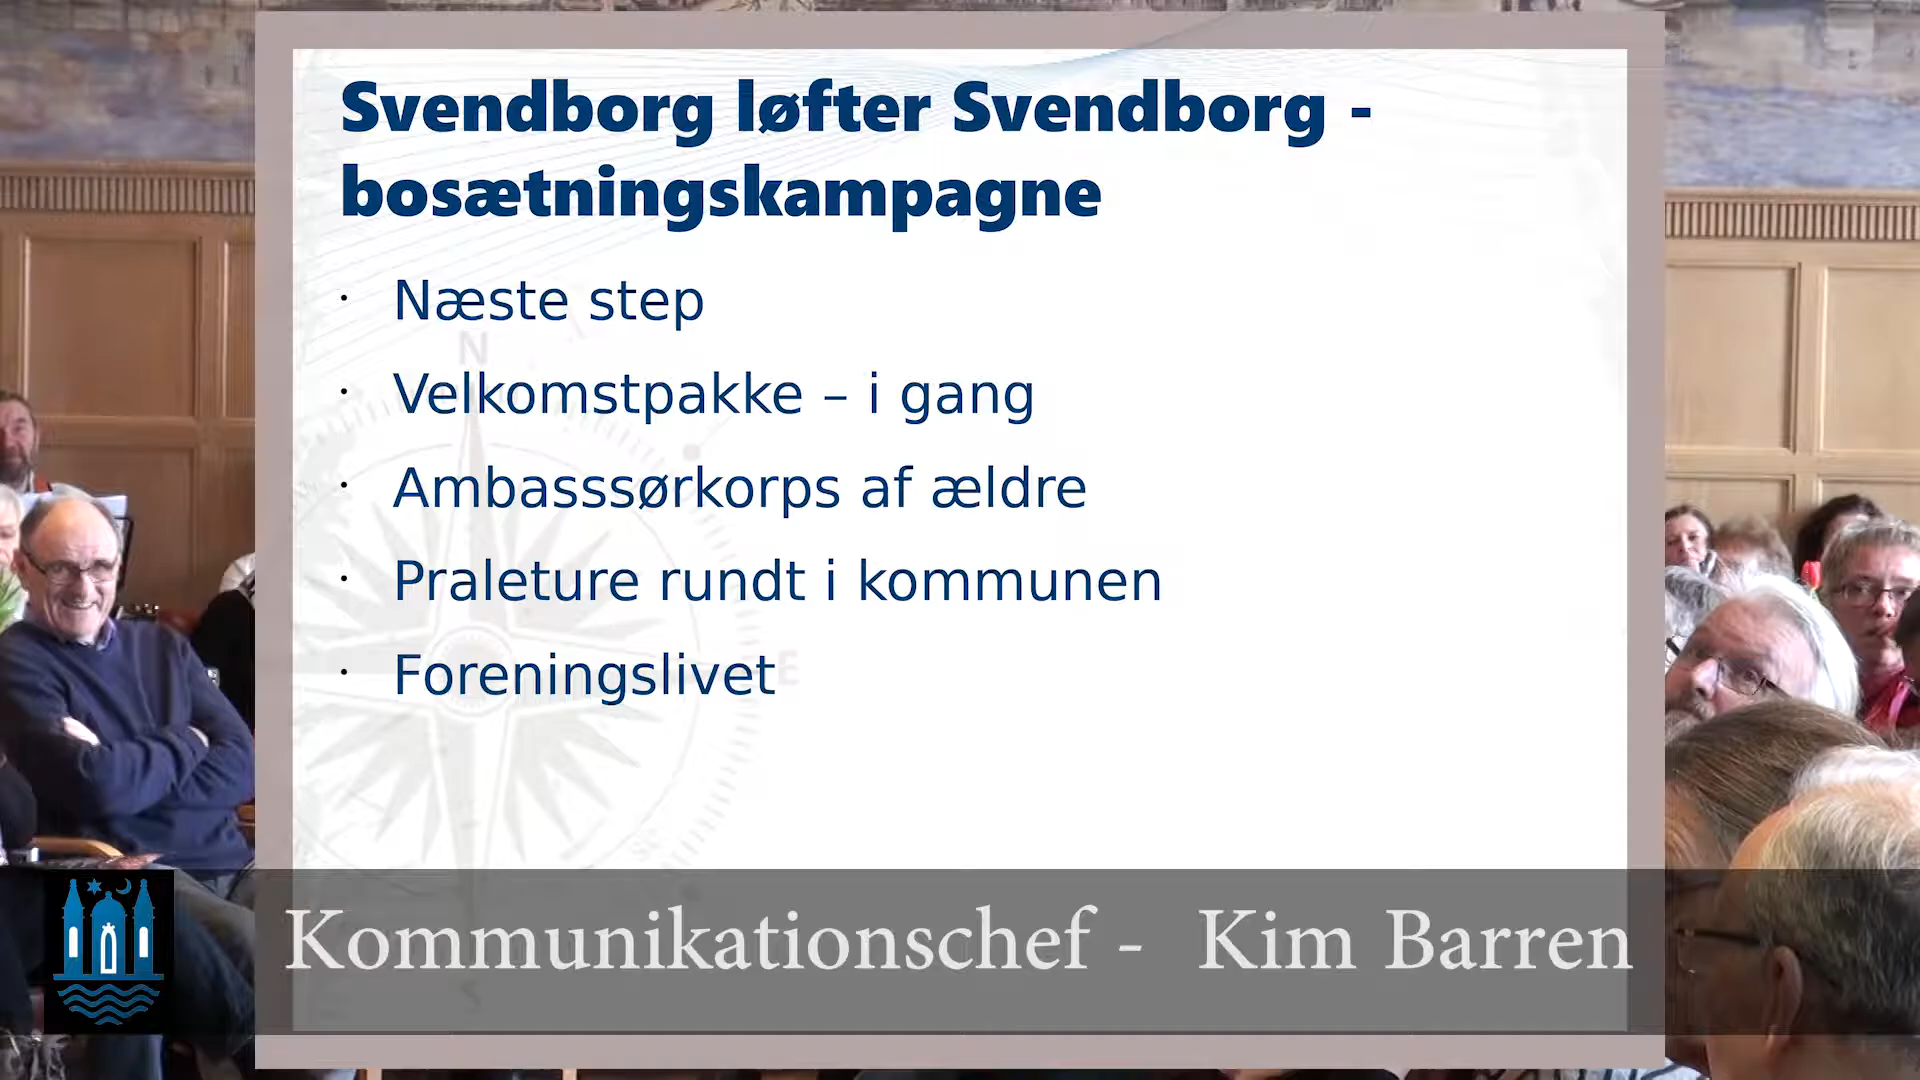 Svendborg løfter Svendborg -
bosætningskampagne
· Næste step
· Velkomstpakke – i gang
· Ambasssørkorps af ældre
· Praleture rundt i kommunen
· Foreningslivet
N
E
S
Kommunikationschef - Kim Barren